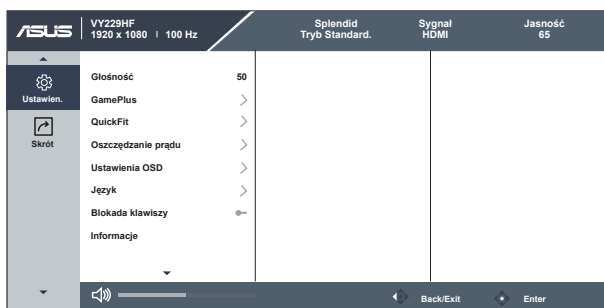 ASUS
VY229HF
1920 x 1080 | 100 Hz
Splendid
Tryb Standard.
Sygnał
HDMI
Jasność
65
Ustawien.
Skrót
Głośność 50
GamePlus
QuickFit
Oszczędzanie prądu
Ustawienia OSD
Język
Blokada klawiszy
Informacje
Back/Exit
Enter